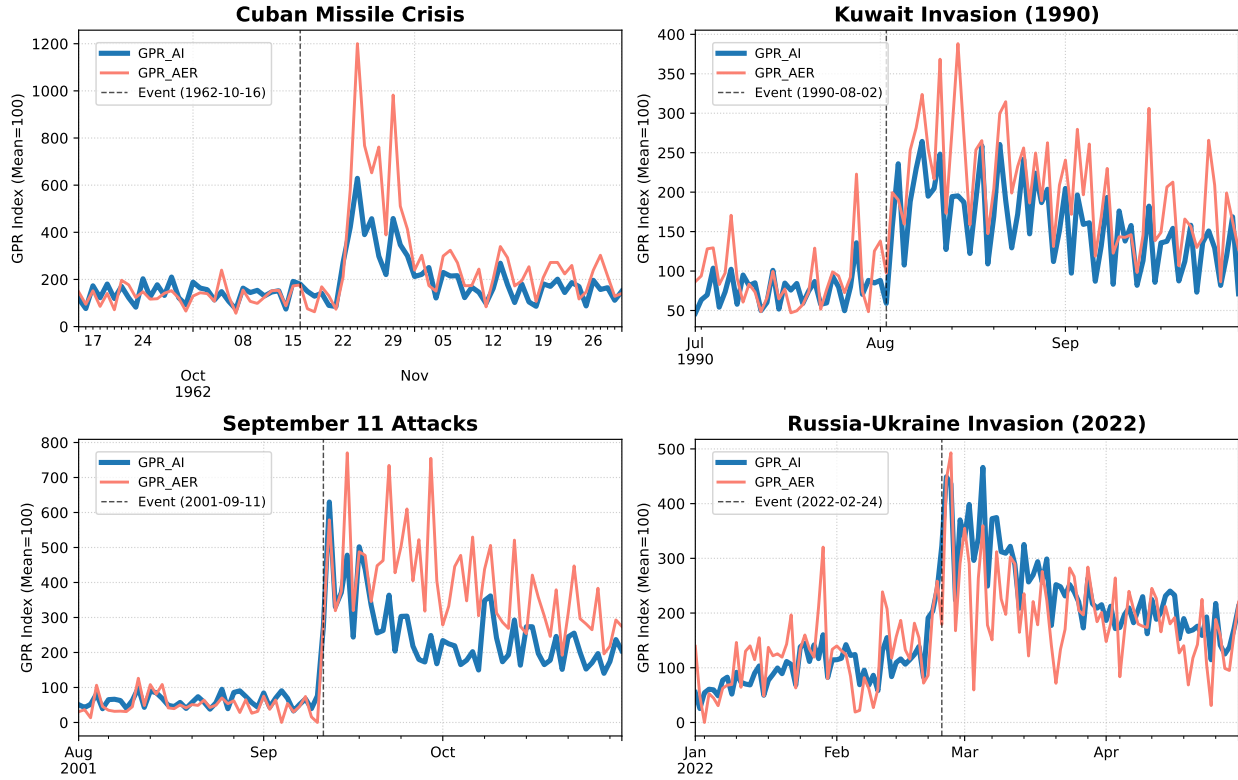 Cuban Missile Crisis
GPR Index (Mean=100)
1200
1000
800
600
400
200
0
GPR_AI
GPR_AER
Event (1962-10-16)
17 24 08 15 22 29 05 12 19 26
Oct Nov
1962
Kuwait Invasion (1990)
GPR Index (Mean=100)
400
350
300
250
200
150
100
50
GPR_AI
GPR_AER
Event (1990-08-02)
Jul Aug Sep
1990
September 11 Attacks
GPR Index (Mean=100)
800
700
600
500
400
300
200
100
0
GPR_AI
GPR_AER
Event (2001-09-11)
Aug Sep Oct
2001
Russia-Ukraine Invasion (2022)
GPR Index (Mean=100)
500
400
300
200
100
0
GPR_AI
GPR_AER
Event (2022-02-24)
Jan Feb Mar Apr
2022